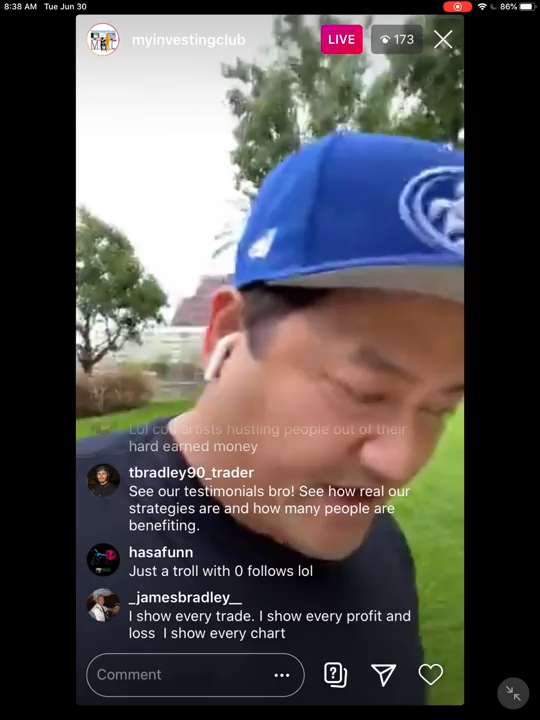 8:38 AM Tue Jun 30
86%
myinvestingclub
LIVE
173
Lol con artists hustling people out of their
hard earned money
tbradley90_trader
See our testimonials bro! See how real our
strategies are and how many people are
benefiting.
hasafunn
Just a troll with 0 follows lol
_jamesbradley__
I show every trade. I show every profit and
loss I show every chart
Comment